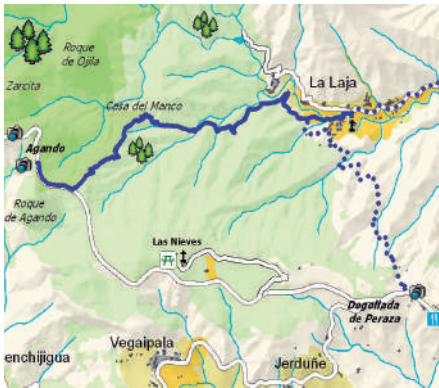 Roque
de Ojila
La Laja
Zarcita
Casa del Manco
Agando
Roque
de Agando
Las Nieves
Degollada
de Peraza
Vegaipala
enchijigua
Jerduñe